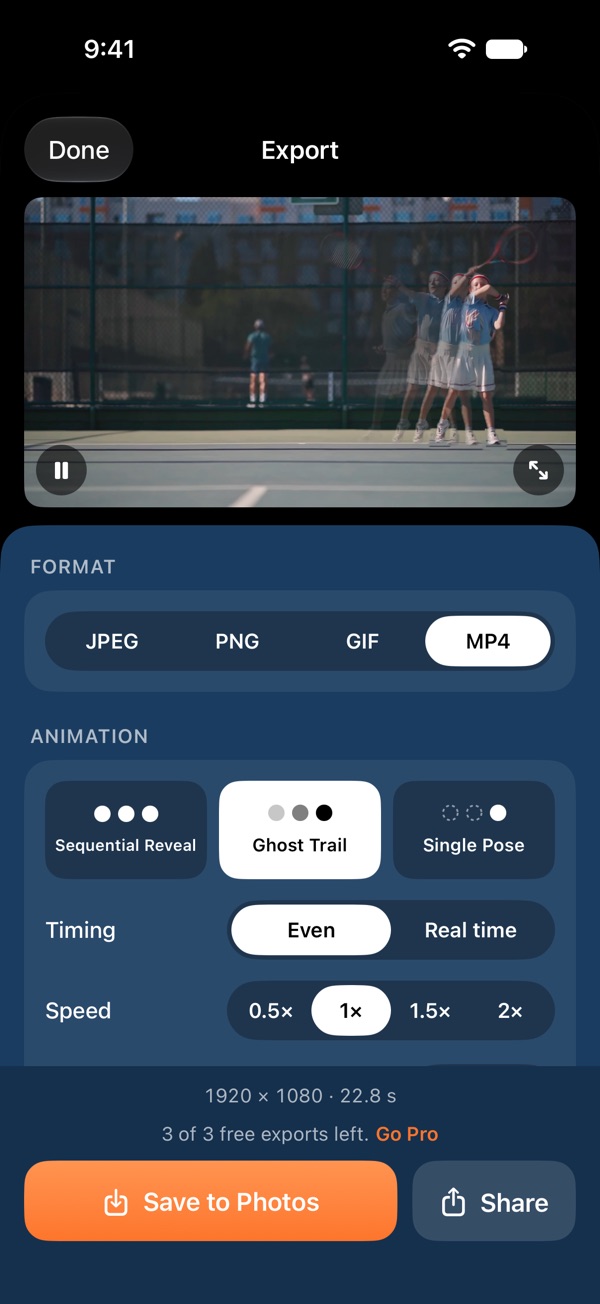 9:41
Done
Export
FORMAT
JPEG
PNG
GIF
MP4
ANIMATION
Sequential Reveal
Ghost Trail
Single Pose
Timing
Even
Real time
Speed
0.5×
1×
1.5×
2×
1920 × 1080 · 22.8 s
3 of 3 free exports left. Go Pro
Save to Photos
Share